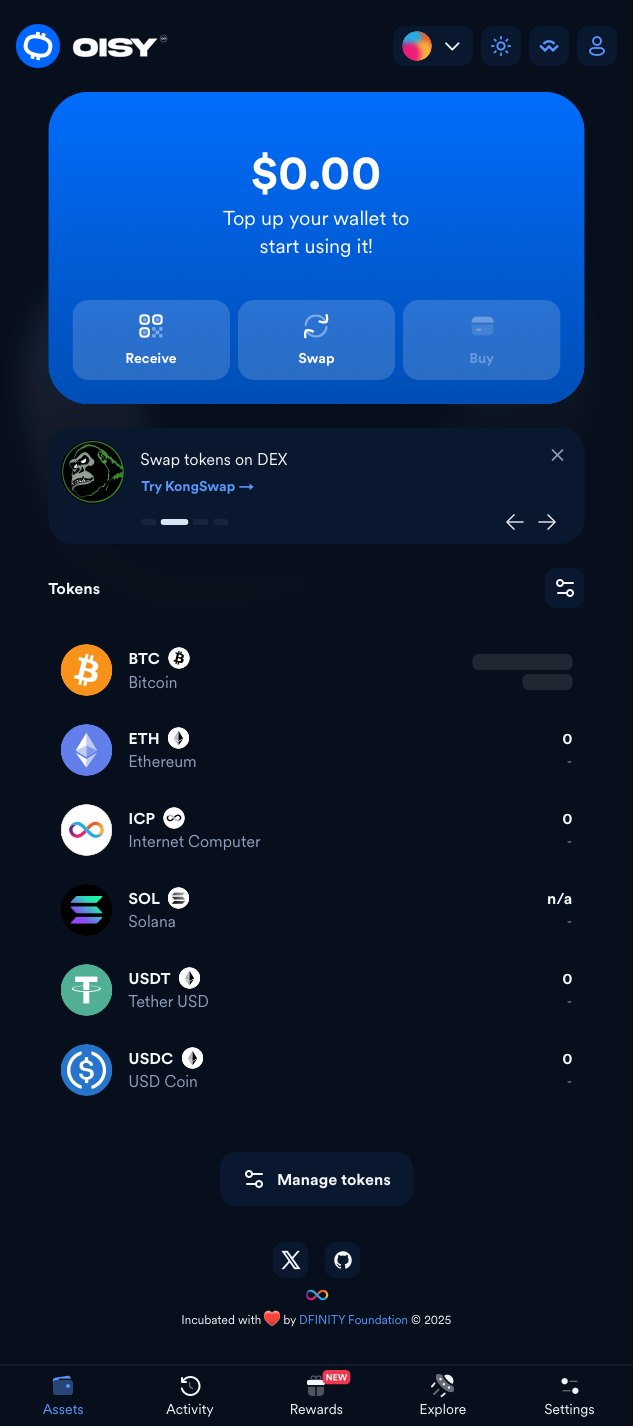 OISY
$0.00
Top up your wallet to
start using it!
Receive
Swap
Buy
Swap tokens on DEX
Try KongSwap →
Tokens
BTC
Bitcoin
ETH
0
Ethereum
-
ICP
0
Internet Computer
-
SOL
n/a
Solana
-
USDT
0
Tether USD
-
USDC
0
USD Coin
-
Manage tokens
Incubated with ❤️ by DFINITY Foundation © 2025
NEW
Assets
Activity
Rewards
Explore
Settings